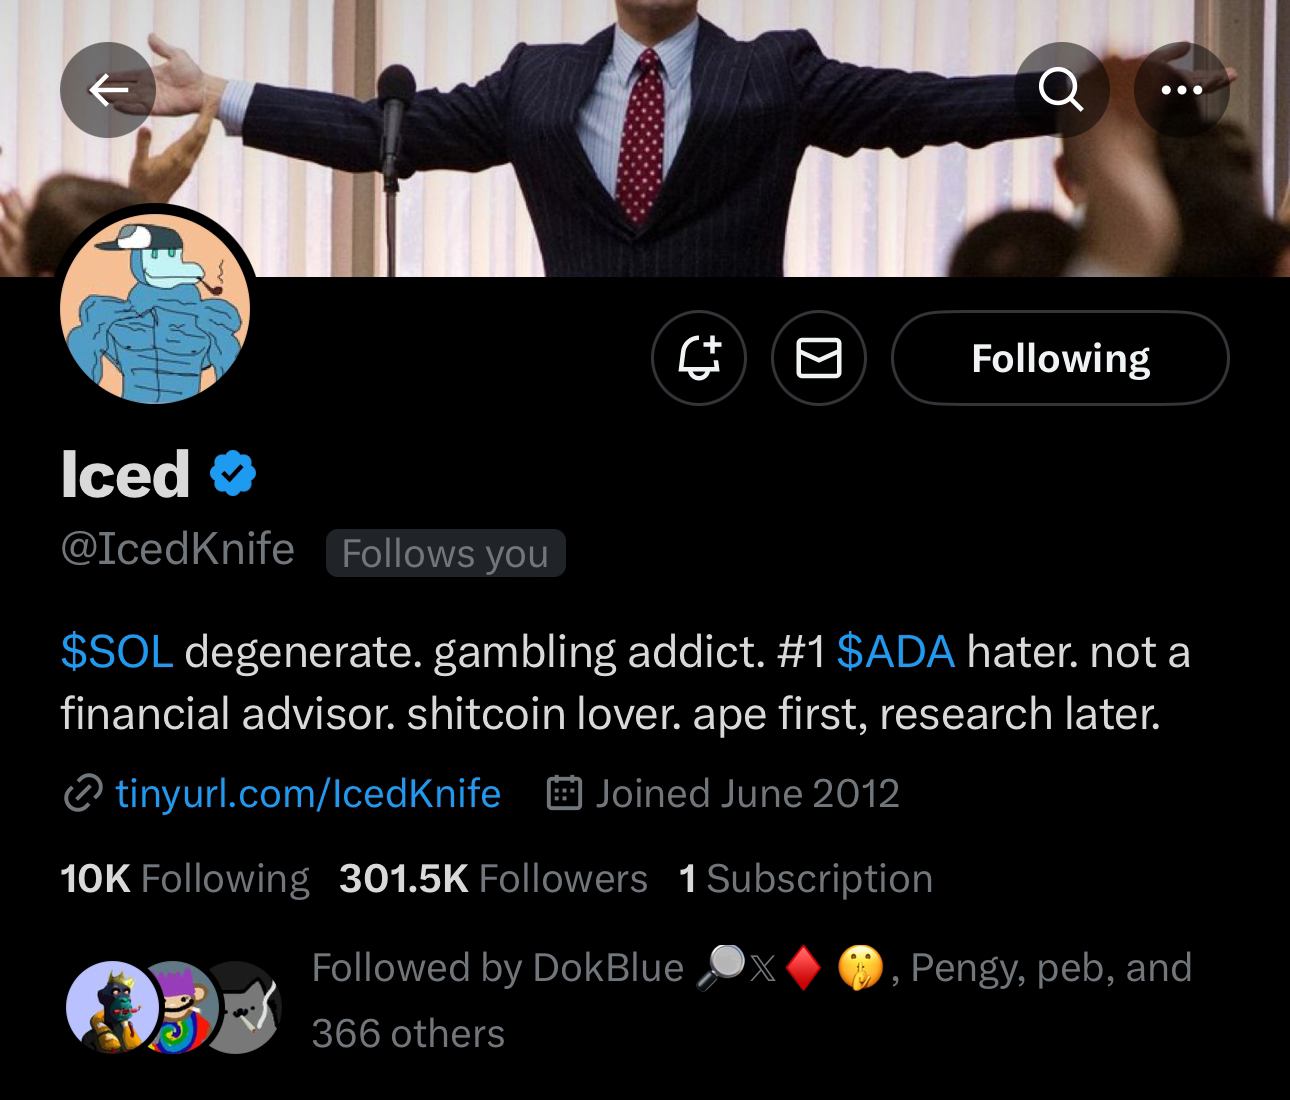 Following
Iced
@IcedKnife Follows you
$SOL degenerate. gambling addict. #1 $ADA hater. not a
financial advisor. shitcoin lover. ape first, research later.
tinyurl.com/IcedKnife Joined June 2012
10K Following 301.5K Followers 1 Subscription
Followed by DokBlue 🔎𝕏♦️🤫, Pengy, peb, and
366 others